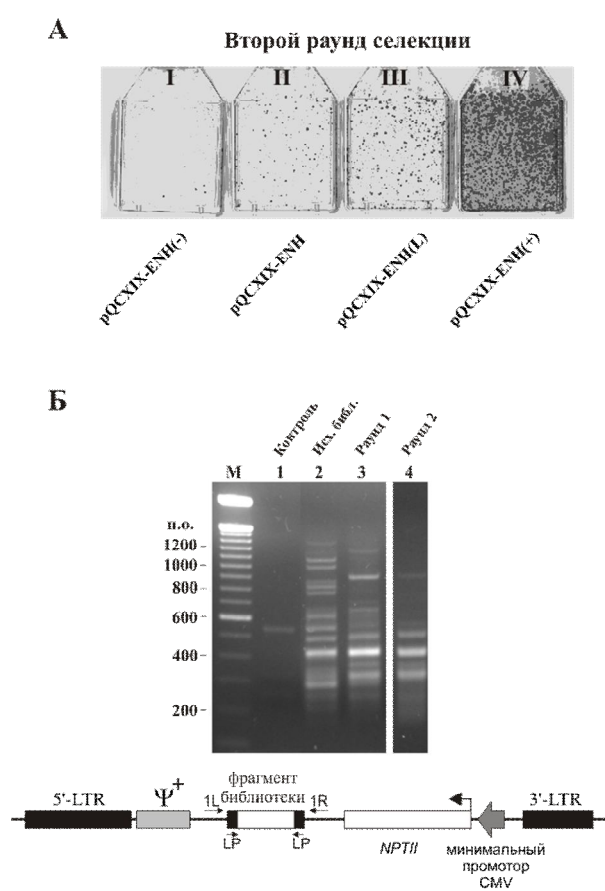 А
Второй раунд селекции
I II III IV
pQCXIX-ENH(-)
pQCXIX-ENH
pQCXIX-ENH(L)
pQCXIX-ENH(+)
Б
Контроль
Исх. библ.
Раунд 1
Раунд 2
М 1 2 3 4
п.о.
1200
1000
800
600
400
200
5'-LTR Ψ+ 1L фрагмент библиотеки 1R 3'-LTR
LP LP NPTII минимальный промотор CMV